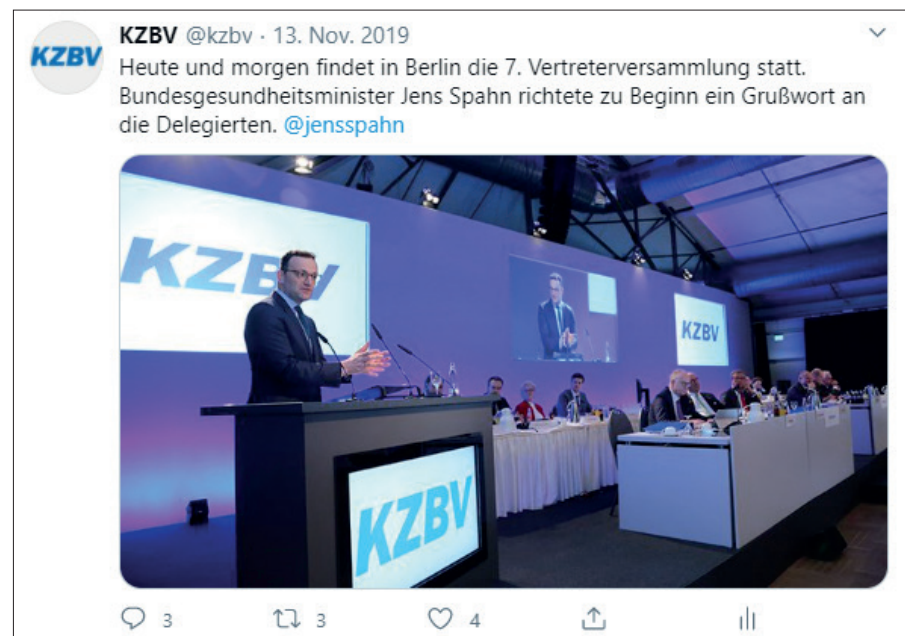 KZBV
KZBV @kzbv · 13. Nov. 2019
Heute und morgen findet in Berlin die 7. Vertreterversammlung statt.
Bundesgesundheitsminister Jens Spahn richtete zu Beginn ein Grußwort an
die Delegierten. @jensspahn
KZBV
KZBV
KZBV
3 3 4